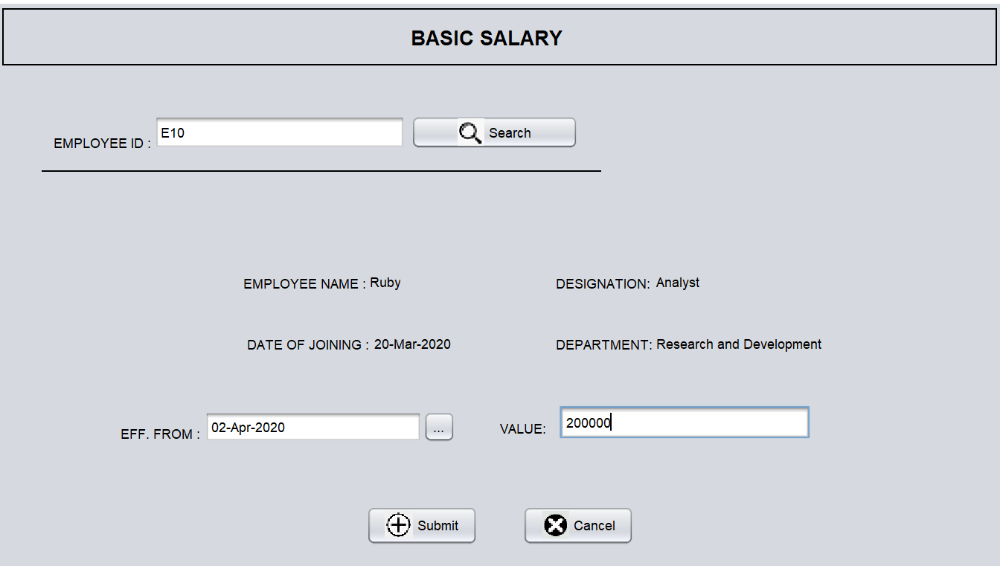 BASIC SALARY
EMPLOYEE ID : E10 Search
EMPLOYEE NAME : Ruby DESIGNATION: Analyst
DATE OF JOINING : 20-Mar-2020 DEPARTMENT: Research and Development
EFF. FROM : 02-Apr-2020 ... VALUE: 200000
Submit Cancel